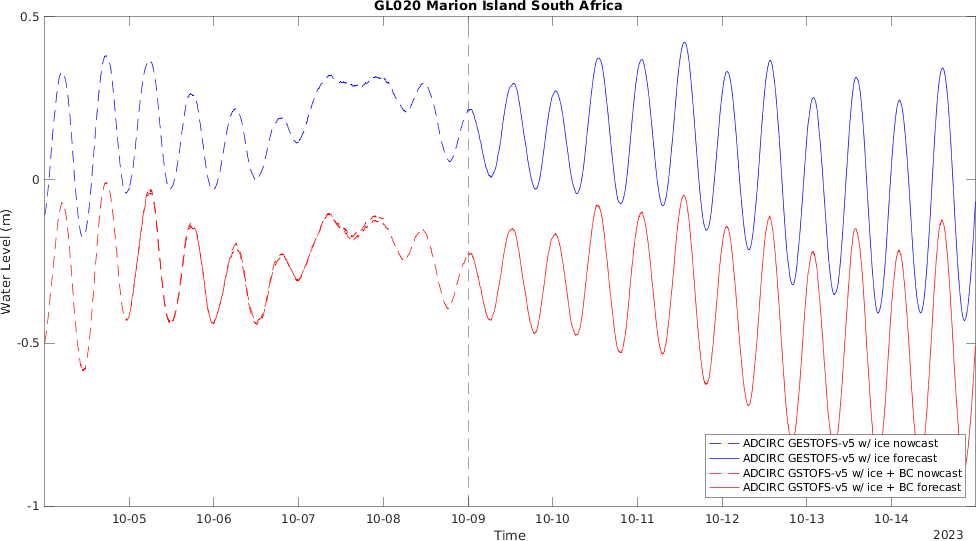 GL020 Marion Island South Africa
0.5
0
-0.5
-1
Water Level (m)
ADCIRC GESTOFS-v5 w/ ice nowcast
ADCIRC GESTOFS-v5 w/ ice forecast
ADCIRC GSTOFS-v5 w/ ice + BC nowcast
ADCIRC GSTOFS-v5 w/ ice + BC forecast
10-05 10-06 10-07 10-08 10-09 10-10 10-11 10-12 10-13 10-14
Time
2023